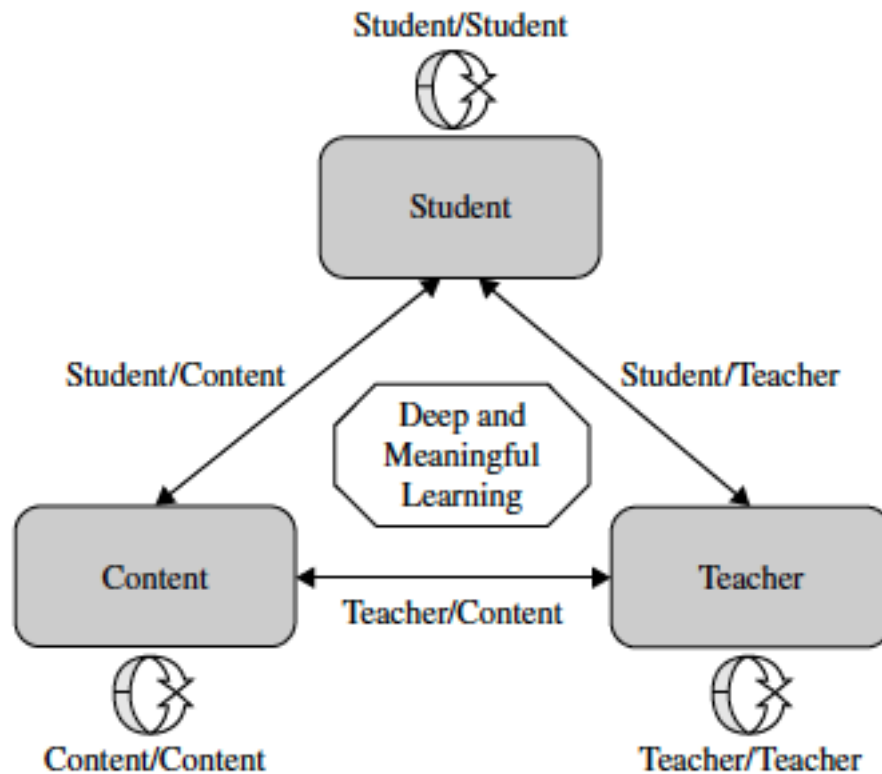 Student/Student
Student
Student/Content
Student/Teacher
Deep and
Meaningful
Learning
Content
Teacher
Teacher/Content
Content/Content
Teacher/Teacher